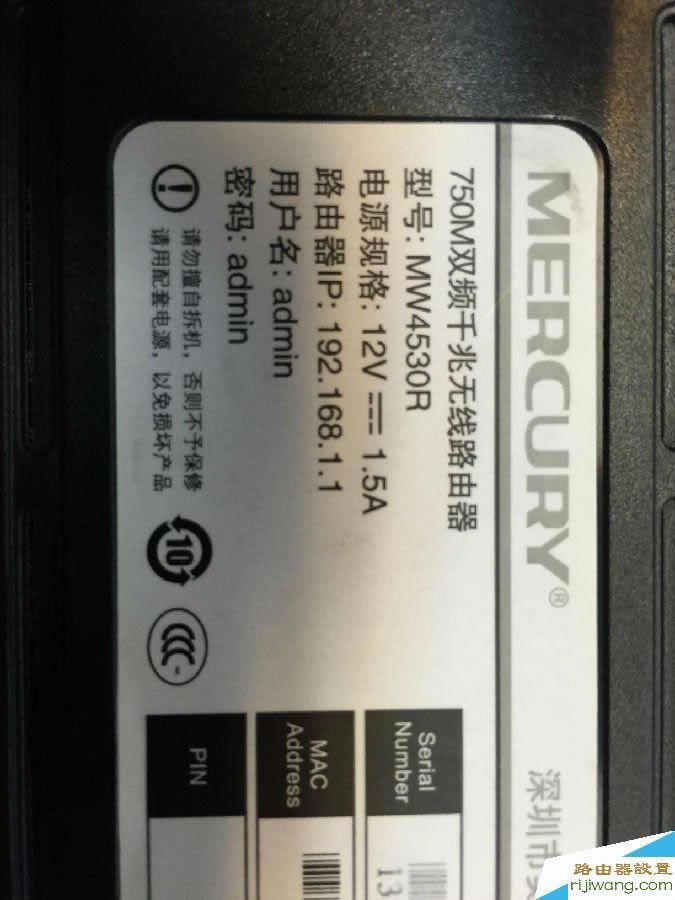 MERCURY®
深圳市
750M双频千兆无线路由器
型号: MW4530R
电源规格: 12V ⎓ 1.5A
路由器IP: 192.168.1.1
用户名: admin
密码: admin
请勿擅自拆机，否则不予保修
请用配套电源，以免损坏产品
10
CCC
Serial
Number
13
MAC
Address
PIN
路由器設置
rijiwang.com